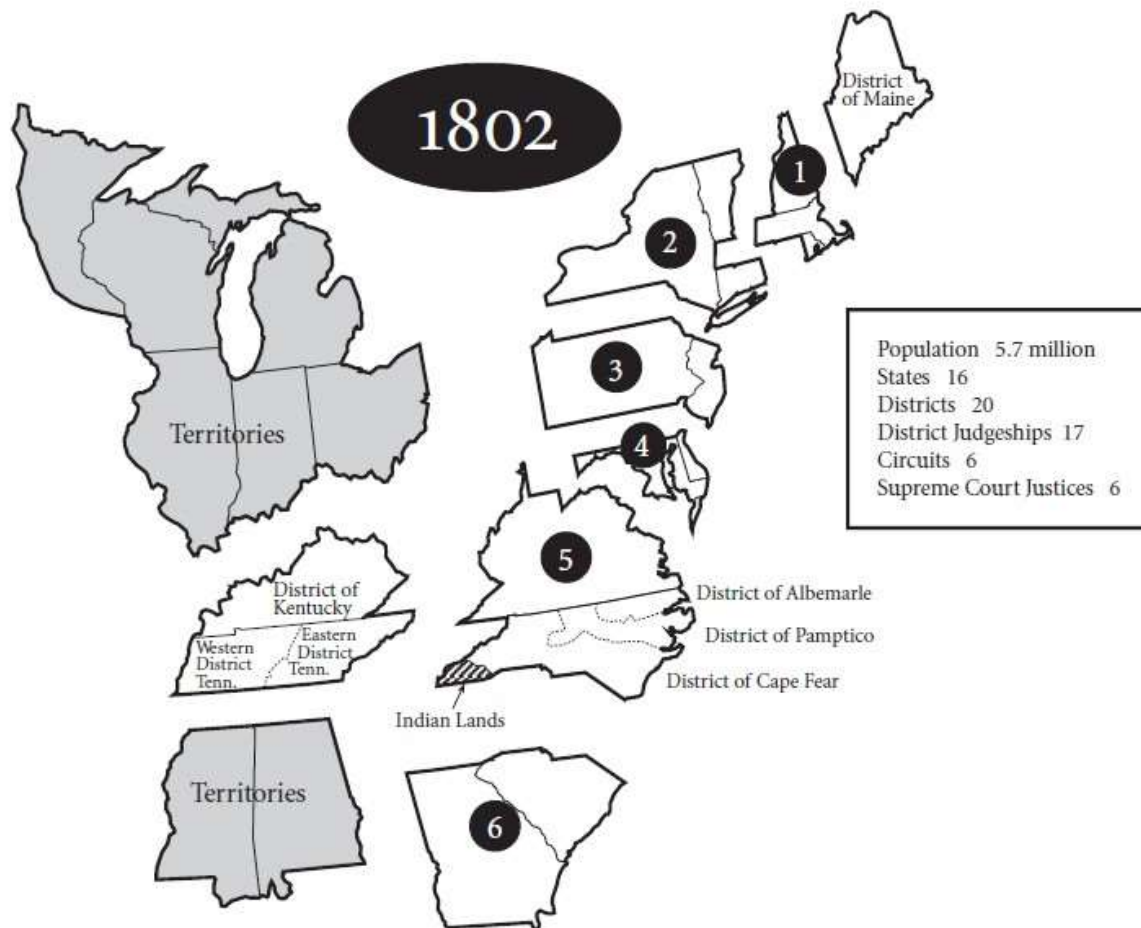 1802
District
of Maine
1
2
3
4
5
6
Population 5.7 million
States 16
Districts 20
District Judgeships 17
Circuits 6
Supreme Court Justices 6
Territories
District of
Kentucky
Western
District
Tenn.
Eastern
District
Tenn.
District of Albemarle
District of Pamptico
District of Cape Fear
Indian Lands
Territories